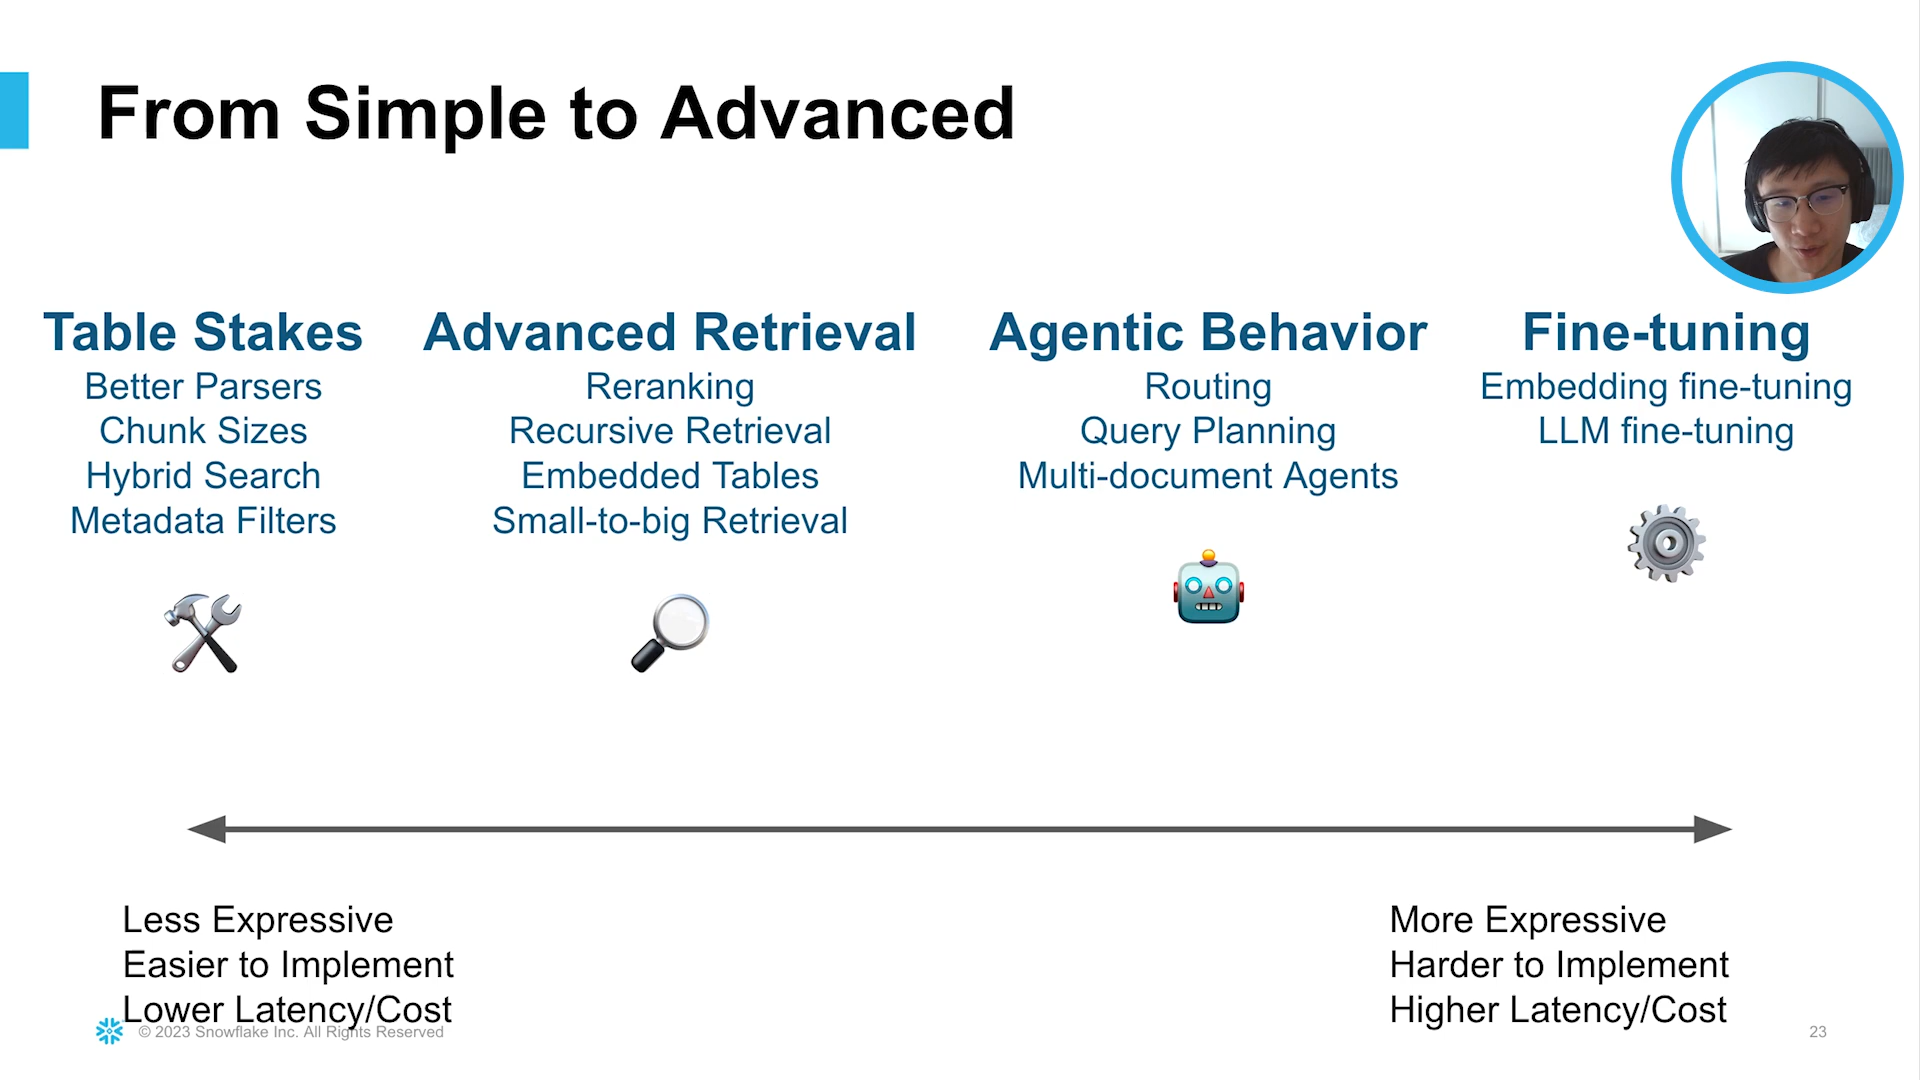 From Simple to Advanced
Table Stakes
Better Parsers
Chunk Sizes
Hybrid Search
Metadata Filters
Advanced Retrieval
Reranking
Recursive Retrieval
Embedded Tables
Small-to-big Retrieval
Agentic Behavior
Routing
Query Planning
Multi-document Agents
Fine-tuning
Embedding fine-tuning
LLM fine-tuning
Less Expressive
Easier to Implement
Lower Latency/Cost
More Expressive
Harder to Implement
Higher Latency/Cost
© 2023 Snowflake Inc. All Rights Reserved
23